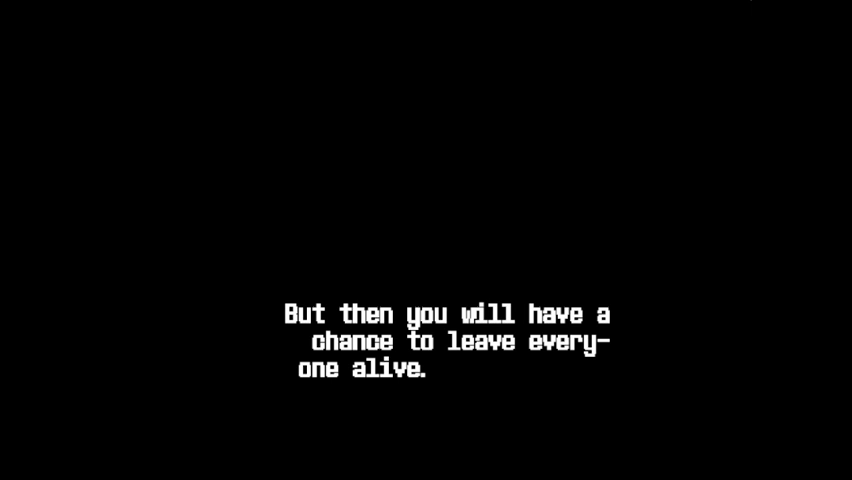 But then you will have a
chance to leave every-
one alive.